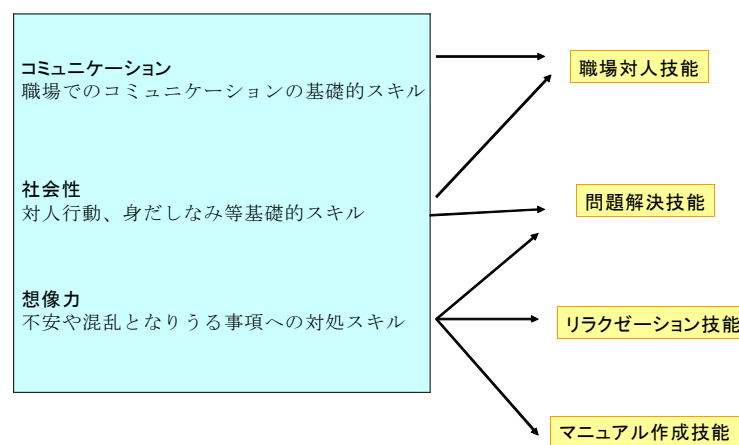 コミュニケーション
職場でのコミュニケーションの基礎的スキル
社会性
対人行動、身だしなみ等基礎的スキル
想像力
不安や混乱となりうる事項への対処スキル
職場対人技能
問題解決技能
リラクゼーション技能
マニュアル作成技能